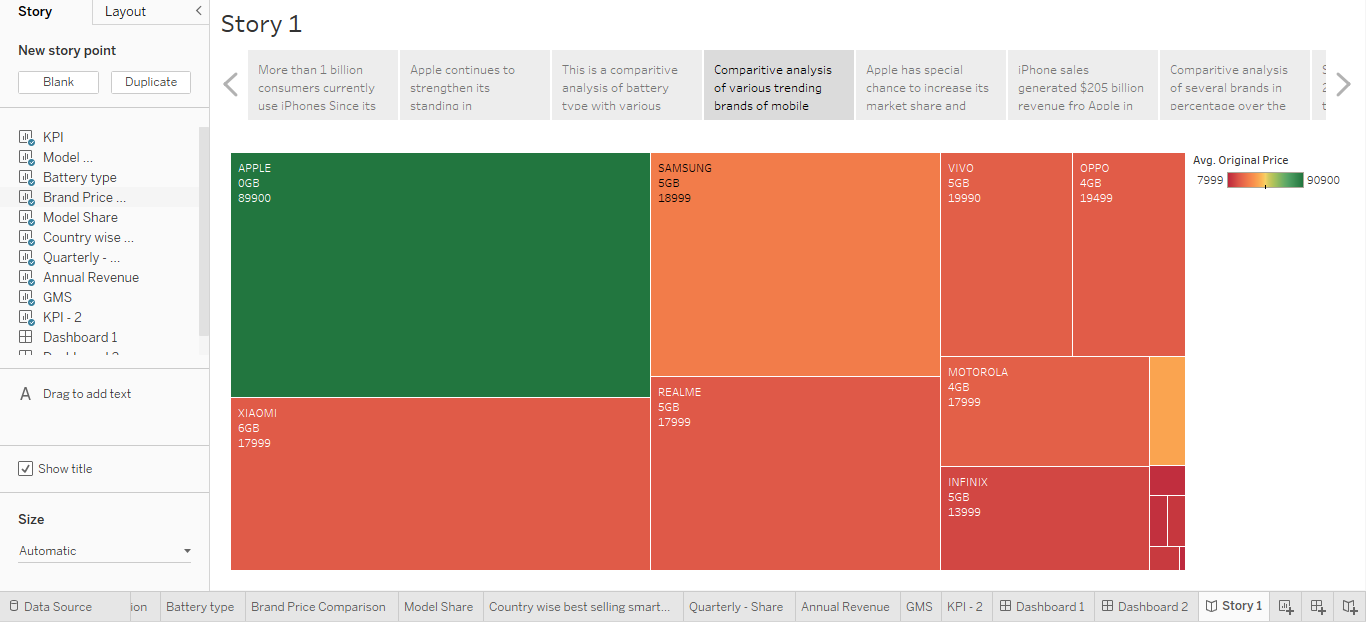 Story
Layout
New story point
Blank
Duplicate
KPI
Model ...
Battery type
Brand Price ...
Model Share
Country wise ...
Quarterly - ...
Annual Revenue
GMS
KPI - 2
Dashboard 1
A Drag to add text
Show title
Size
Automatic
Story 1
More than 1 billion
consumers currently
use iPhones Since its
Apple continues to
strengthen its
standing in
This is a comparitive
analysis of battery
type with various
Comparitive analysis
of various trending
brands of mobile
Apple has special
chance to increase its
market share and
iPhone sales
generated $205 billion
revenue fro Apple in
Comparitive analysis
of several brands in
percentage over the
APPLE
0GB
89900
XIAOMI
6GB
17999
SAMSUNG
5GB
18999
REALME
5GB
17999
VIVO
5GB
19990
OPPO
4GB
19499
MOTOROLA
4GB
17999
INFINIX
5GB
13999
Avg. Original Price
7999 90900
Data Source
ion
Battery type
Brand Price Comparison
Model Share
Country wise best selling smart...
Quarterly - Share
Annual Revenue
GMS
KPI - 2
Dashboard 1
Dashboard 2
Story 1